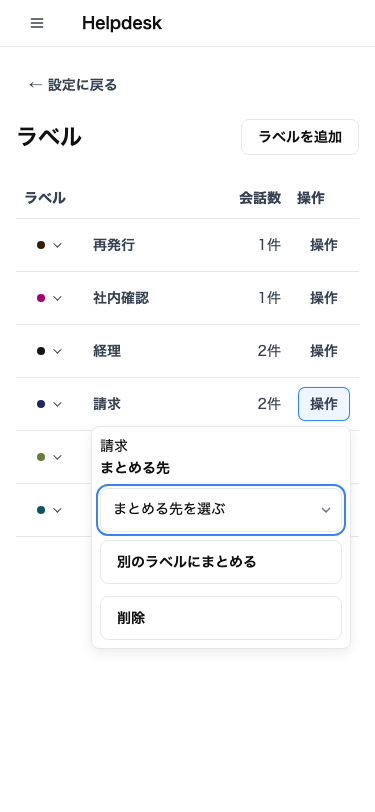 Helpdesk
← 設定に戻る
ラベル
ラベルを追加
ラベル 会話数 操作
再発行 1件 操作
社内確認 1件 操作
経理 2件 操作
請求 2件 操作
請求
まとめる先
まとめる先を選ぶ
別のラベルにまとめる
削除